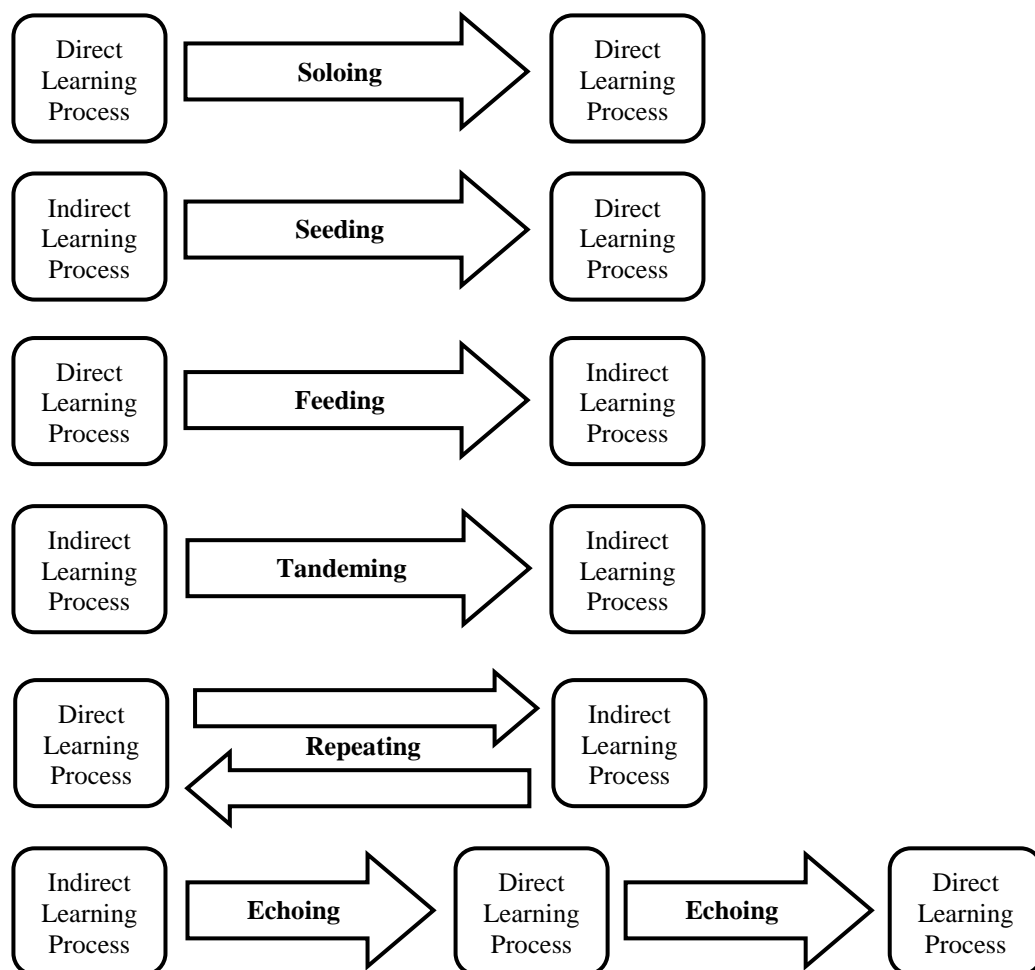 Direct
Learning
Process
Soloing
Direct
Learning
Process
Indirect
Learning
Process
Seeding
Direct
Learning
Process
Direct
Learning
Process
Feeding
Indirect
Learning
Process
Indirect
Learning
Process
Tandeming
Indirect
Learning
Process
Direct
Learning
Process
Repeating
Indirect
Learning
Process
Indirect
Learning
Process
Echoing
Direct
Learning
Process
Echoing
Direct
Learning
Process